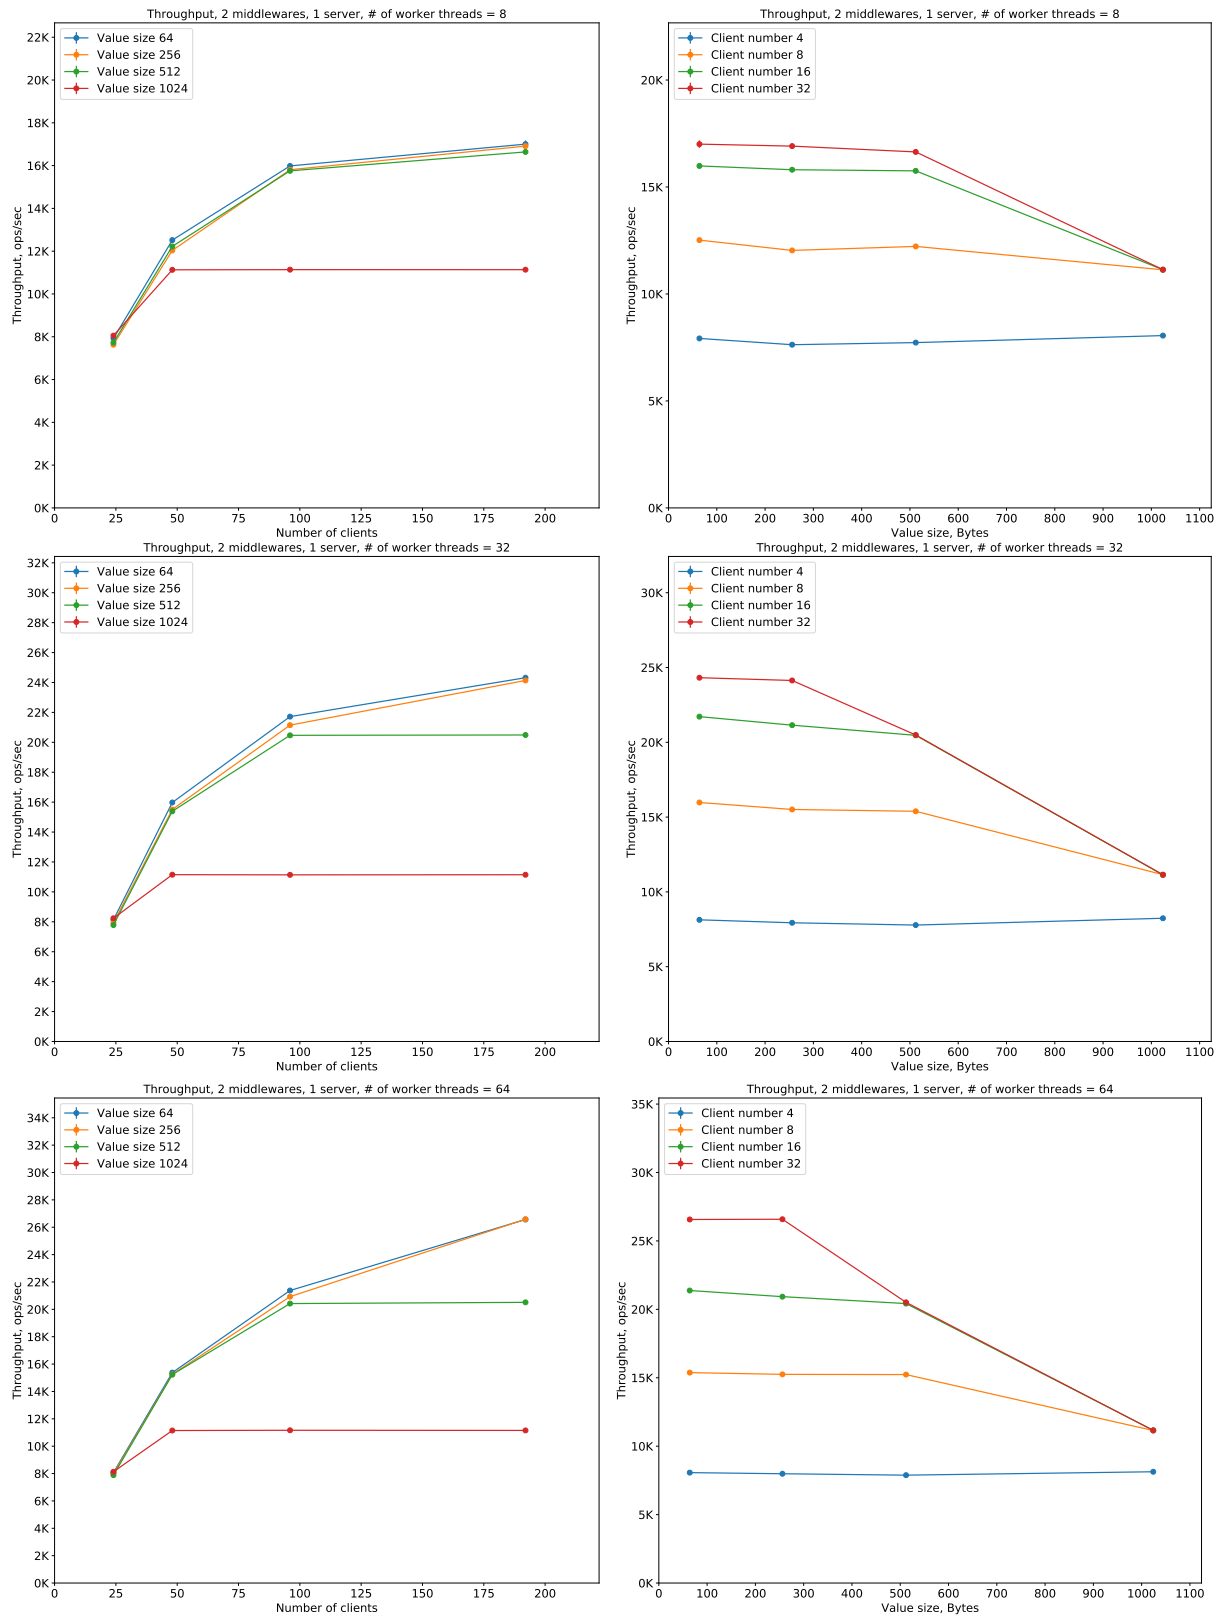 Throughput, 2 middlewares, 1 server, # of worker threads = 8
Value size 64
Value size 256
Value size 512
Value size 1024
22K
20K
18K
16K
14K
12K
10K
8K
6K
4K
2K
0K
Throughput, ops/sec
0 25 50 75 100 125 150 175 200
Number of clients
Throughput, 2 middlewares, 1 server, # of worker threads = 8
Client number 4
Client number 8
Client number 16
Client number 32
20K
15K
10K
5K
0K
Throughput, ops/sec
0 100 200 300 400 500 600 700 800 900 1000 1100
Value size, Bytes
Throughput, 2 middlewares, 1 server, # of worker threads = 32
Value size 64
Value size 256
Value size 512
Value size 1024
32K
30K
28K
26K
24K
22K
20K
18K
16K
14K
12K
10K
8K
6K
4K
2K
0K
Throughput, ops/sec
0 25 50 75 100 125 150 175 200
Number of clients
Throughput, 2 middlewares, 1 server, # of worker threads = 32
Client number 4
Client number 8
Client number 16
Client number 32
30K
25K
20K
15K
10K
5K
0K
Throughput, ops/sec
0 100 200 300 400 500 600 700 800 900 1000 1100
Value size, Bytes
Throughput, 2 middlewares, 1 server, # of worker threads = 64
Value size 64
Value size 256
Value size 512
Value size 1024
34K
32K
30K
28K
26K
24K
22K
20K
18K
16K
14K
12K
10K
8K
6K
4K
2K
0K
Throughput, ops/sec
0 25 50 75 100 125 150 175 200
Number of clients
Throughput, 2 middlewares, 1 server, # of worker threads = 64
Client number 4
Client number 8
Client number 16
Client number 32
35K
30K
25K
20K
15K
10K
5K
0K
Throughput, ops/sec
0 100 200 300 400 500 600 700 800 900 1000 1100
Value size, Bytes